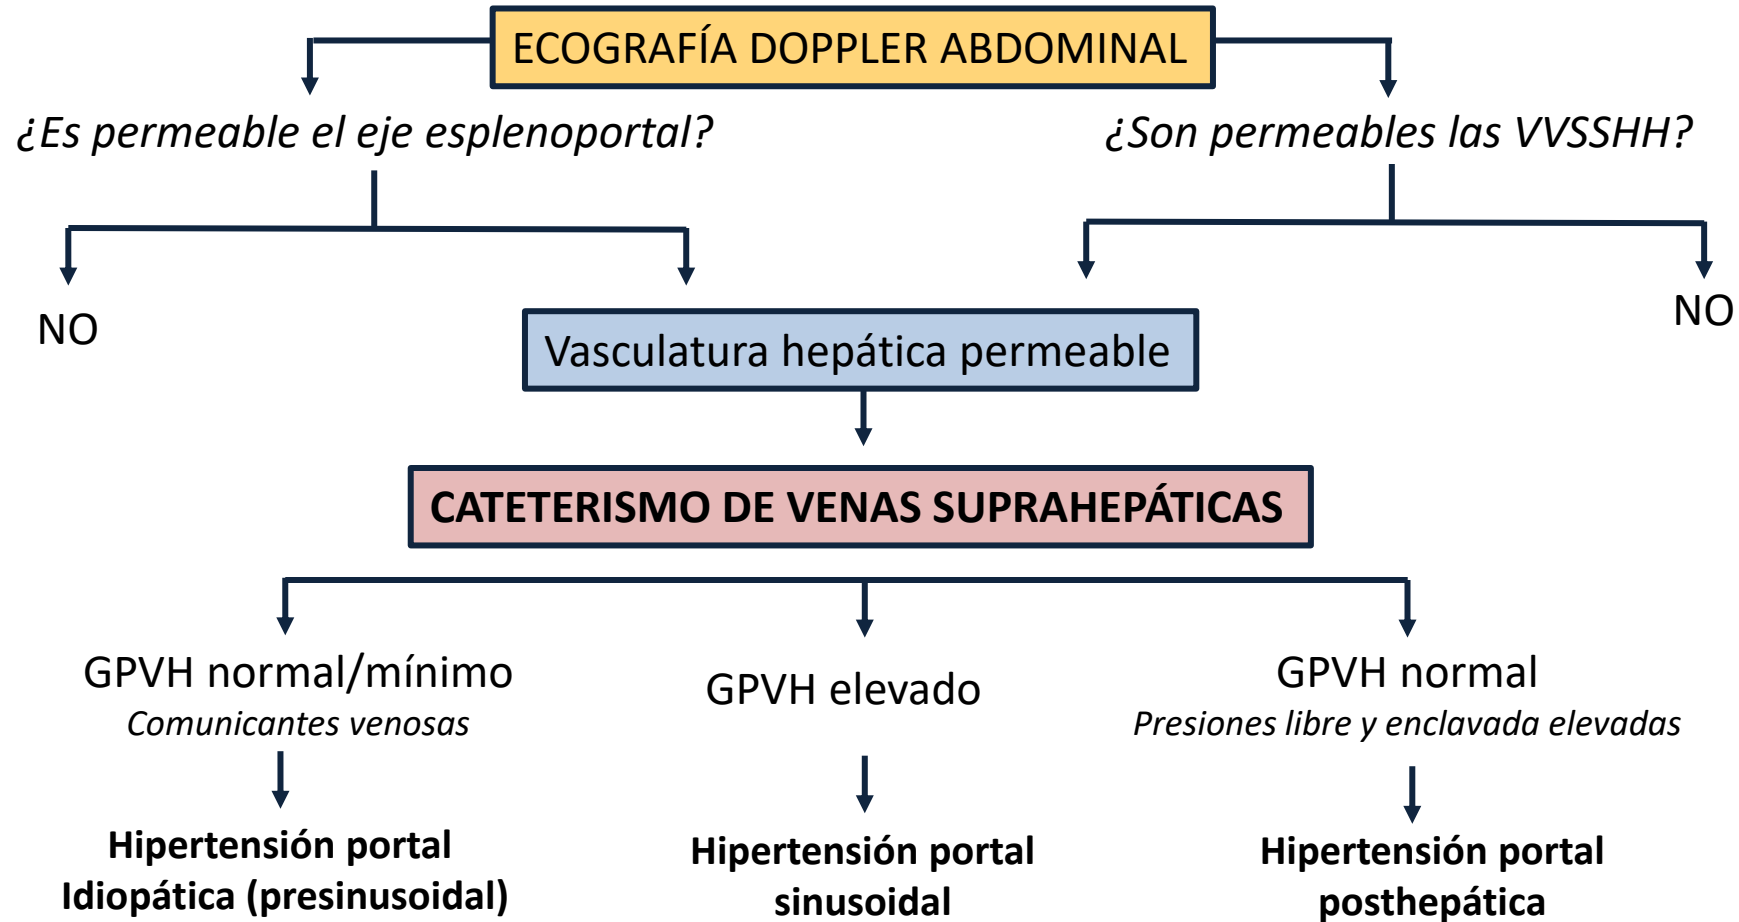 ECOGRAFÍA DOPPLER ABDOMINAL
¿Es permeable el eje esplenoportal?
¿Son permeables las VVSSHH?
NO
NO
Vasculatura hepática permeable
CATETERISMO DE VENAS SUPRAHEPÁTICAS
GPVH normal/mínimo
Comunicantes venosas
GPVH elevado
GPVH normal
Presiones libre y enclavada elevadas
Hipertensión portal
Idiopática (presinusoidal)
Hipertensión portal
sinusoidal
Hipertensión portal
posthepática